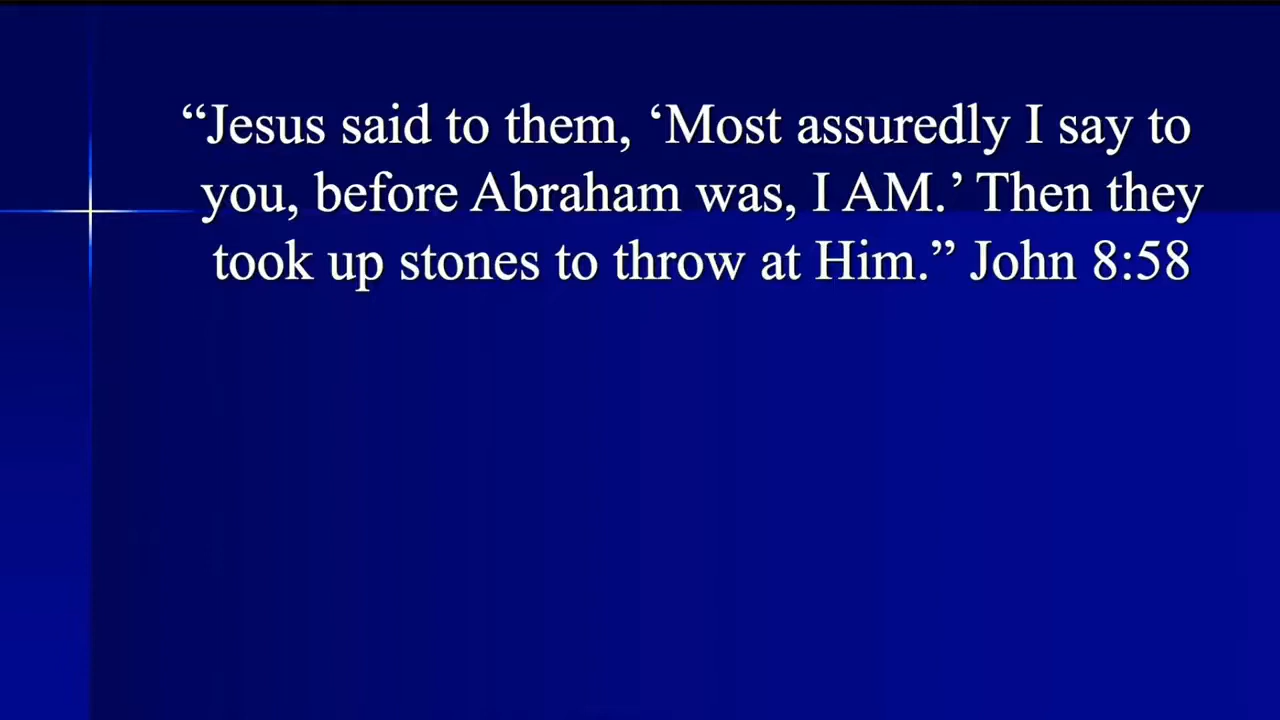 “Jesus said to them, ‘Most assuredly I say to
you, before Abraham was, I AM.’ Then they
took up stones to throw at Him.” John 8:58